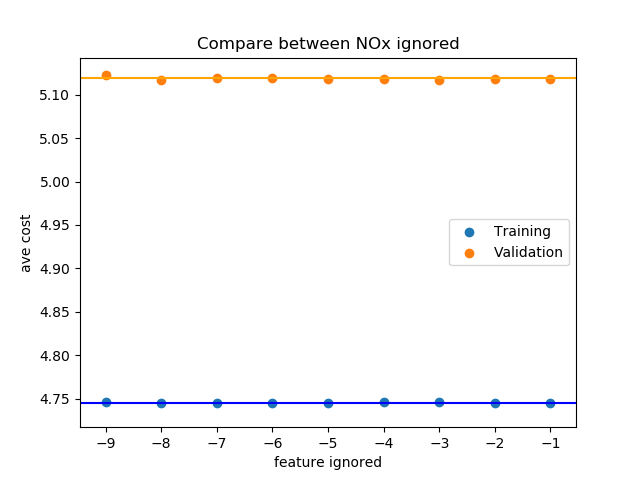 Compare between NOx ignored
ave cost
5.10
5.05
5.00
4.95
4.90
4.85
4.80
4.75
Training
Validation
−9 −8 −7 −6 −5 −4 −3 −2 −1
feature ignored